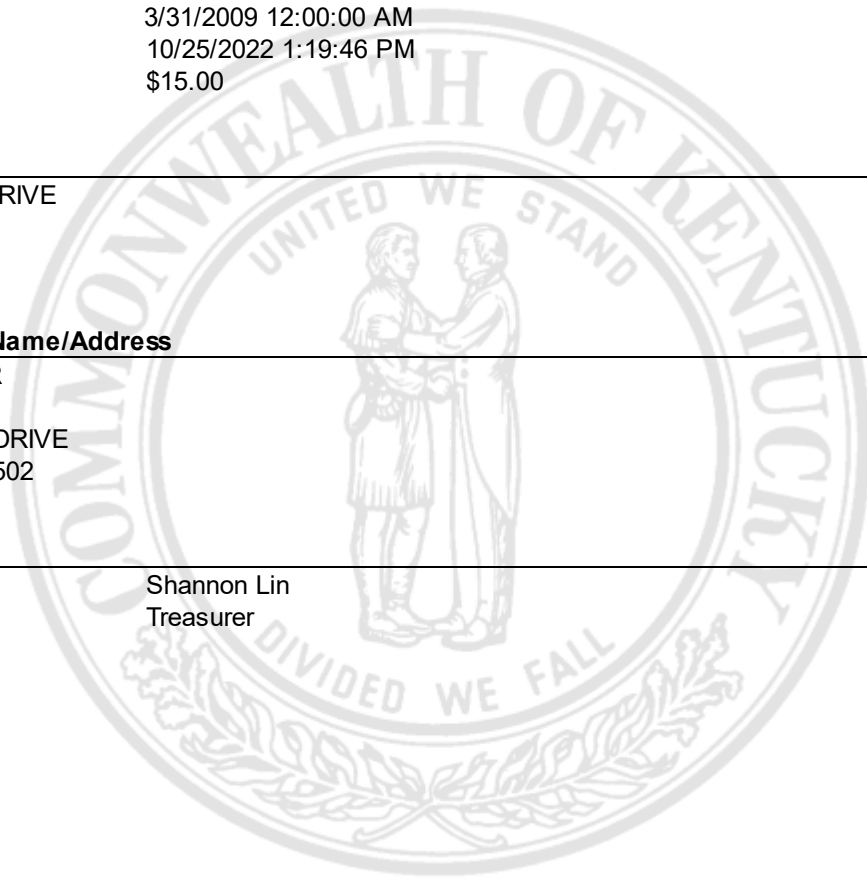 3/31/2009 12:00:00 AM
10/25/2022 1:19:46 PM
$15.00
RIVE
Name/Address
R
DRIVE
502
Shannon Lin
Treasurer
COMMONWEALTH OF KENTUCKY
UNITED WE STAND
DIVIDED WE FALL